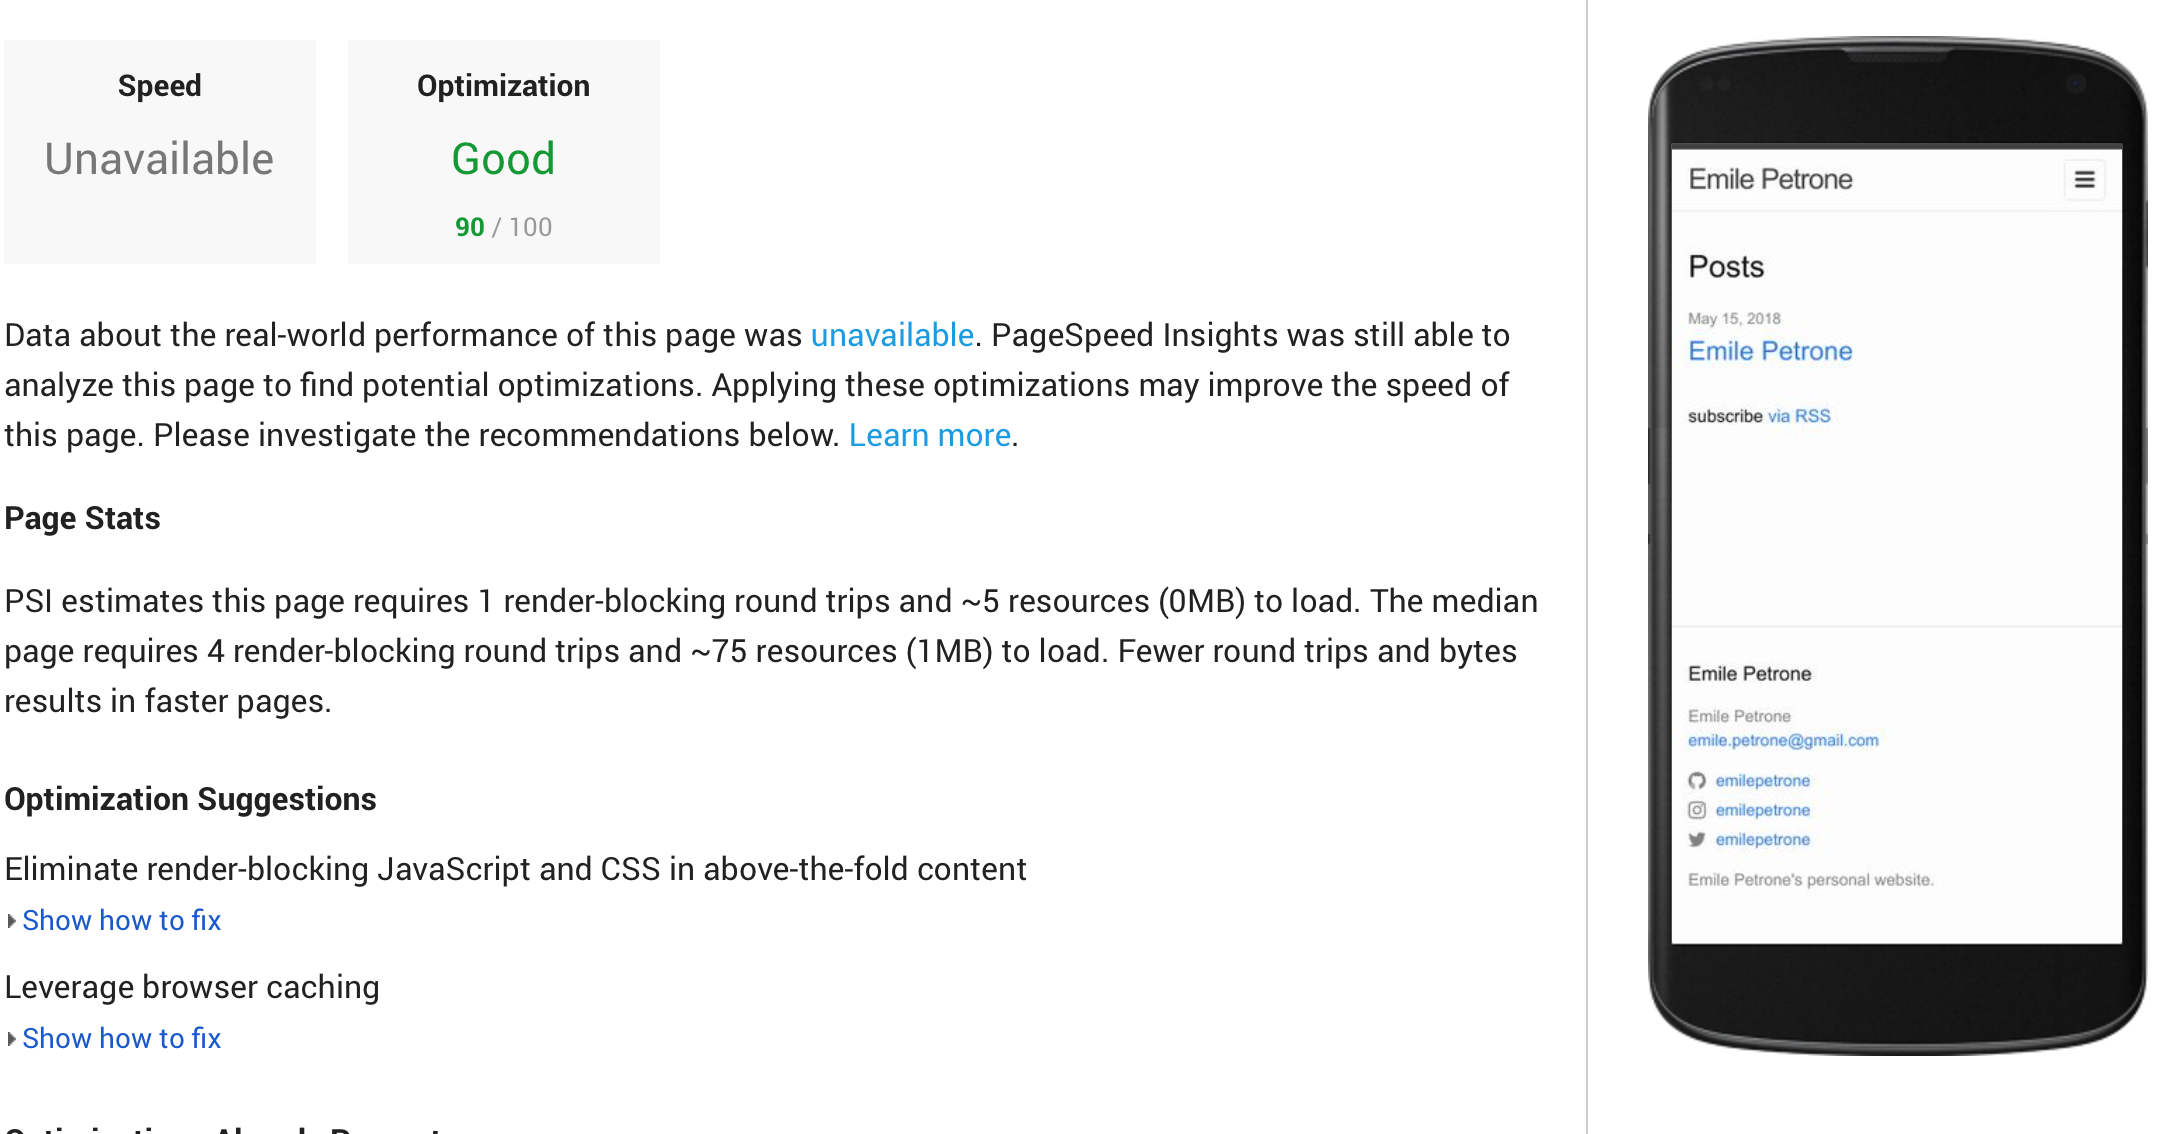 Speed
Unavailable
Optimization
Good
90 / 100
Data about the real-world performance of this page was unavailable. PageSpeed Insights was still able to
analyze this page to find potential optimizations. Applying these optimizations may improve the speed of
this page. Please investigate the recommendations below. Learn more.
Page Stats
PSI estimates this page requires 1 render-blocking round trips and ~5 resources (0MB) to load. The median
page requires 4 render-blocking round trips and ~75 resources (1MB) to load. Fewer round trips and bytes
results in faster pages.
Optimization Suggestions
Eliminate render-blocking JavaScript and CSS in above-the-fold content
Show how to fix
Leverage browser caching
Show how to fix
Emile Petrone
Posts
May 15, 2018
Emile Petrone
subscribe via RSS
Emile Petrone
Emile Petrone
emile.petrone@gmail.com
emilepetrone
emilepetrone
emilepetrone
Emile Petrone's personal website.